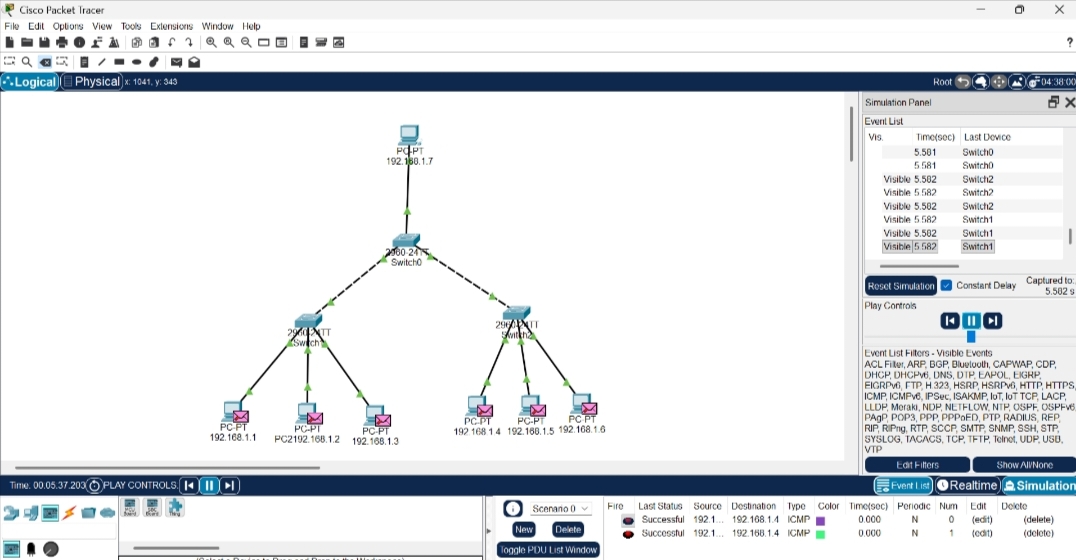 Cisco Packet Tracer
File Edit Options View Tools Extensions Window Help
?
Logical Physical x: 1041, y: 343
Root 04:38:00
PC-PT
192.168.1.7
2960-24TT
Switch0
2960-24TT
Switch1
2960-24TT
Switch2
PC-PT
192.168.1.1
PC-PT
PC2192.168.1.2
PC-PT
192.168.1.3
PC-PT
192.168.1.4
PC-PT
192.168.1.5
PC-PT
192.168.1.6
Simulation Panel
Event List
Vis. Time(sec) Last Device
5.581 Switch0
5.581 Switch0
Visible 5.582 Switch2
Visible 5.582 Switch2
Visible 5.582 Switch2
Visible 5.582 Switch1
Visible 5.582 Switch1
Visible 5.582 Switch1
Reset Simulation Constant Delay Captured to:
5.582 s
Play Controls
Event List Filters - Visible Events
ACL Filter, ARP, BGP, Bluetooth, CAPWAP, CDP,
DHCP, DHCPv6, DNS, DTP, EAPOL, EIGRP,
EIGRPv6, FTP, H.323, HSRP, HSRPv6, HTTP, HTTPS,
ICMP, ICMPv6, IPSec, ISAKMP, IoT, IoT TCP, LACP,
LLDP, Meraki, NDP, NETFLOW, NTP, OSPF, OSPFv6,
PAgP, POP3, PPP, PPPoED, PTP, RADIUS, REP,
RIP, RIPng, RTP, SCCP, SMTP, SNMP, SSH, STP,
SYSLOG, TACACS, TCP, TFTP, Telnet, UDP, USB,
VTP
Edit Filters Show All/None
Time: 00:05:37.203 PLAY CONTROLS:
Event List Realtime Simulation
Scenario 0
New Delete
Toggle PDU List Window
Fire Last Status Source Destination Type Color Time(sec) Periodic Num Edit Delete
Successful 192.1... 192.168.1.4 ICMP 0.000 N 0 (edit) (delete)
Successful 192.1... 192.168.1.4 ICMP 0.000 N 1 (edit) (delete)